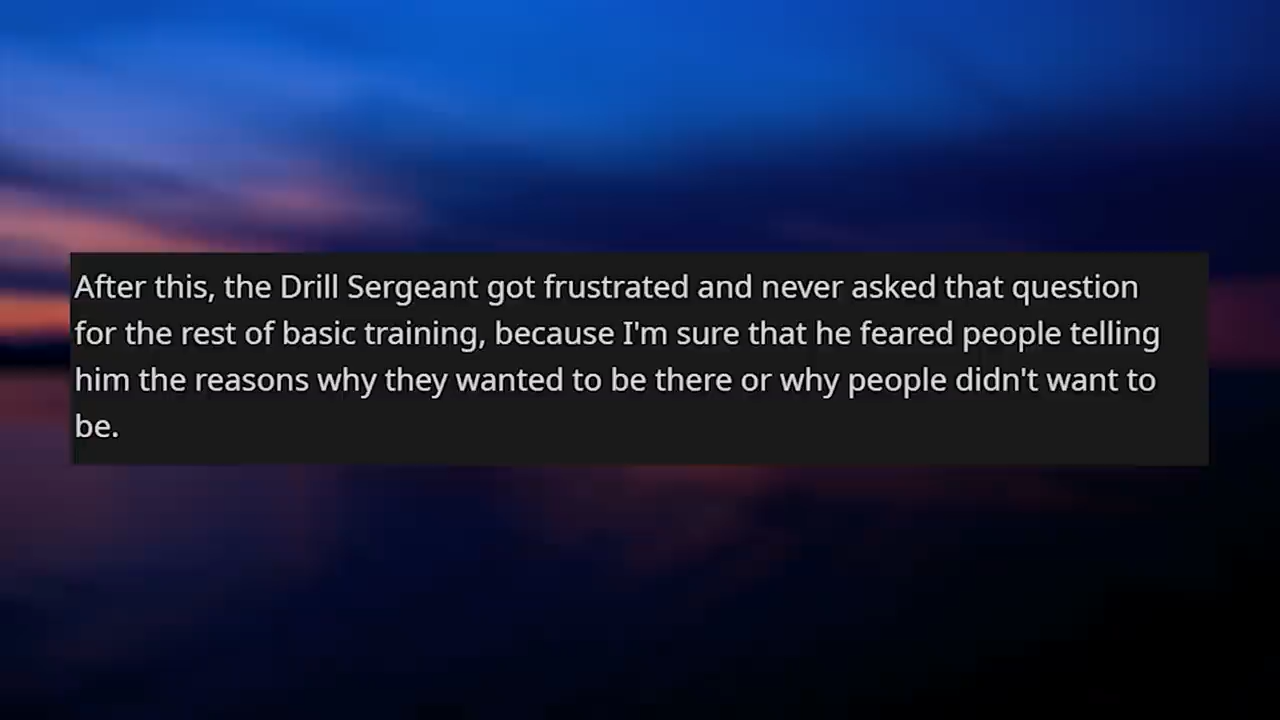 After this, the Drill Sergeant got frustrated and never asked that question
for the rest of basic training, because I'm sure that he feared people telling
him the reasons why they wanted to be there or why people didn't want to
be.